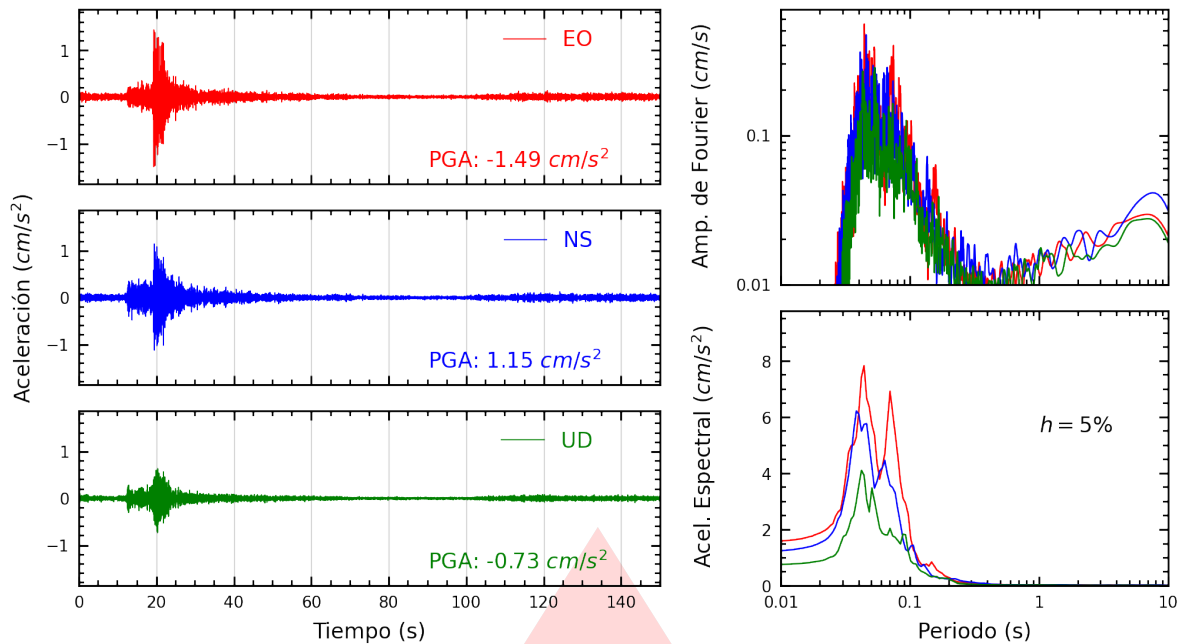 Aceleración (cm/s²)
1
0
−1
EO
PGA: -1.49 cm/s²
1
0
−1
NS
PGA: 1.15 cm/s²
1
0
−1
UD
PGA: -0.73 cm/s²
0 20 40 60 80 100 120 140
Tiempo (s)
Amp. de Fourier (cm/s)
0.1
0.01
Acel. Espectral (cm/s²)
8
6
4
2
0
h = 5%
0.01 0.1 1 10
Periodo (s)